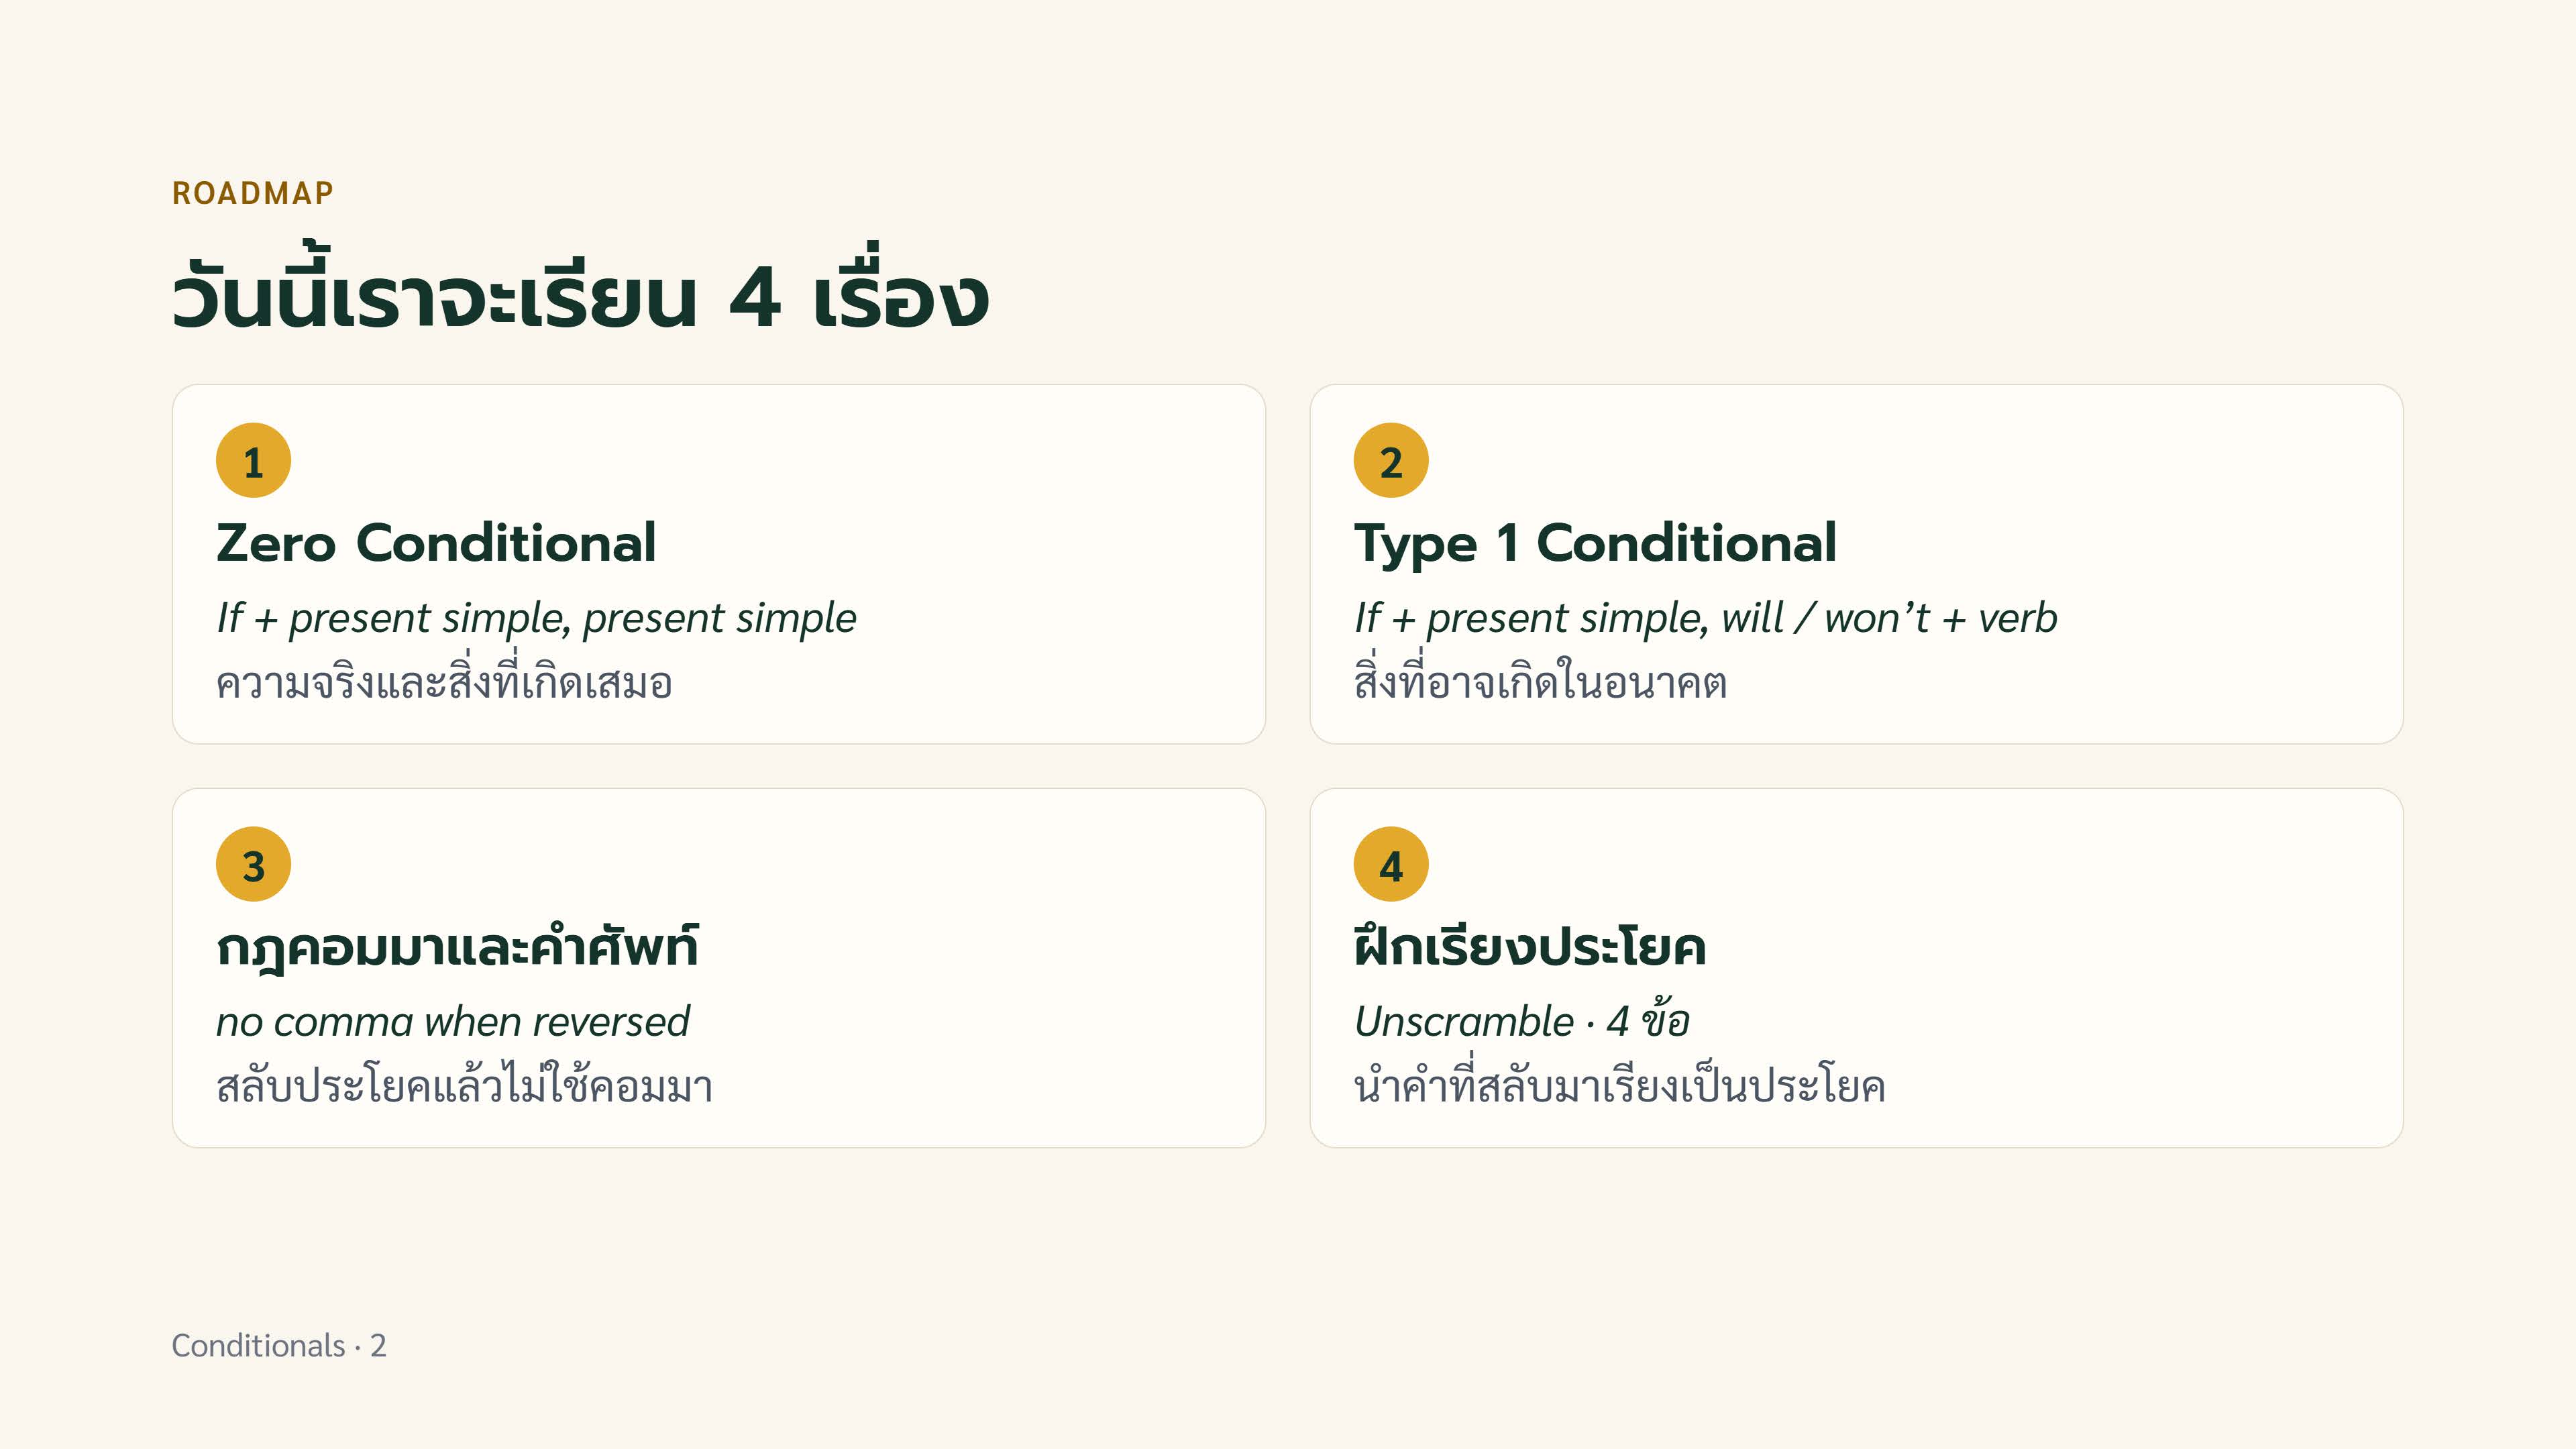 ROADMAP
วันนี้เราจะเรียน 4 เรื่อง
1
Zero Conditional
If + present simple, present simple
ความจริงและสิ่งที่เกิดเสมอ
2
Type 1 Conditional
If + present simple, will / won’t + verb
สิ่งที่อาจเกิดในอนาคต
3
กฎคอมมาและคำศัพท์
no comma when reversed
สลับประโยคแล้วไม่ใช้คอมมา
4
ฝึกเรียงประโยค
Unscramble · 4 ข้อ
นำคำที่สลับมาเรียงเป็นประโยค
Conditionals · 2